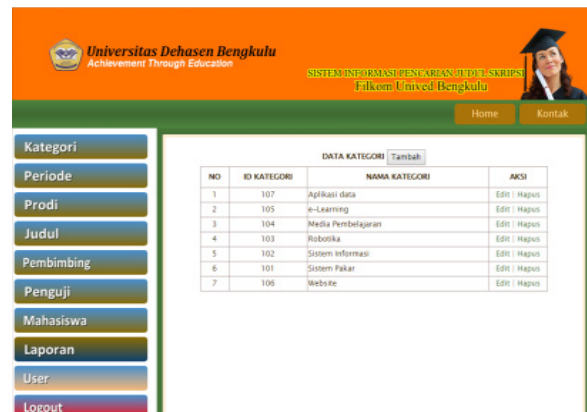 Universitas Dehasen Bengkulu
Achievement Through Education
SISTEM INFORMASI PENCARIAN JUDUL SKRIPSI
Filkom Unived Bengkulu
Home Kontak
Kategori
Periode
Prodi
Judul
Pembimbing
Penguji
Mahasiswa
Laporan
User
Logout
DATA KATEGORI Tambah
NO ID KATEGORI NAMA KATEGORI AKSI
1 107 Aplikasi data Edit | Hapus
2 105 e-Learning Edit | Hapus
3 104 Media Pembelajaran Edit | Hapus
4 103 Robotika Edit | Hapus
5 102 Sistem Informasi Edit | Hapus
6 101 Sistem Pakar Edit | Hapus
7 106 Website Edit | Hapus